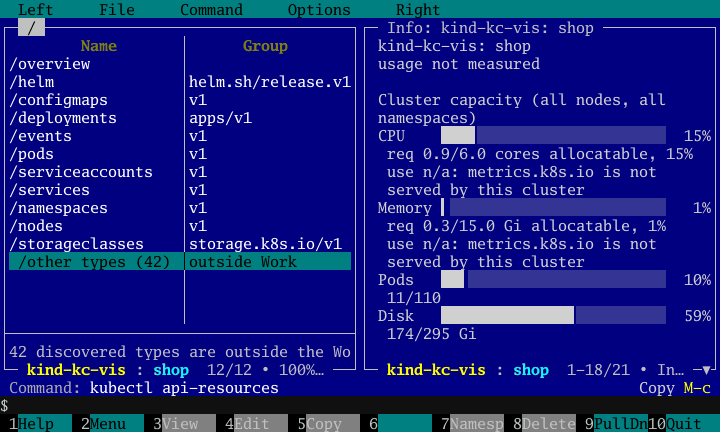 Left File Command Options Right
/
Name Group
/overview
/helm helm.sh/release.v1
/configmaps v1
/deployments apps/v1
/events v1
/pods v1
/serviceaccounts v1
/services v1
/namespaces v1
/nodes v1
/storageclasses storage.k8s.io/v1
/other types (42) outside Work
42 discovered types are outside the Wo
kind-kc-vis : shop 12/12 • 100%…
Info: kind-kc-vis: shop
kind-kc-vis: shop
usage not measured
Cluster capacity (all nodes, all
namespaces)
CPU 15%
req 0.9/6.0 cores allocatable, 15%
use n/a: metrics.k8s.io is not
served by this cluster
Memory 1%
req 0.3/15.0 Gi allocatable, 1%
use n/a: metrics.k8s.io is not
served by this cluster
Pods 10%
11/110
Disk 59%
174/295 Gi
kind-kc-vis : shop 1-18/21 • In… ▼
Command: kubectl api-resources Copy M-c
$
1Help 2Menu 3View 4Edit 5Copy 6 7Namesp 8Delete 9PullDn 10Quit